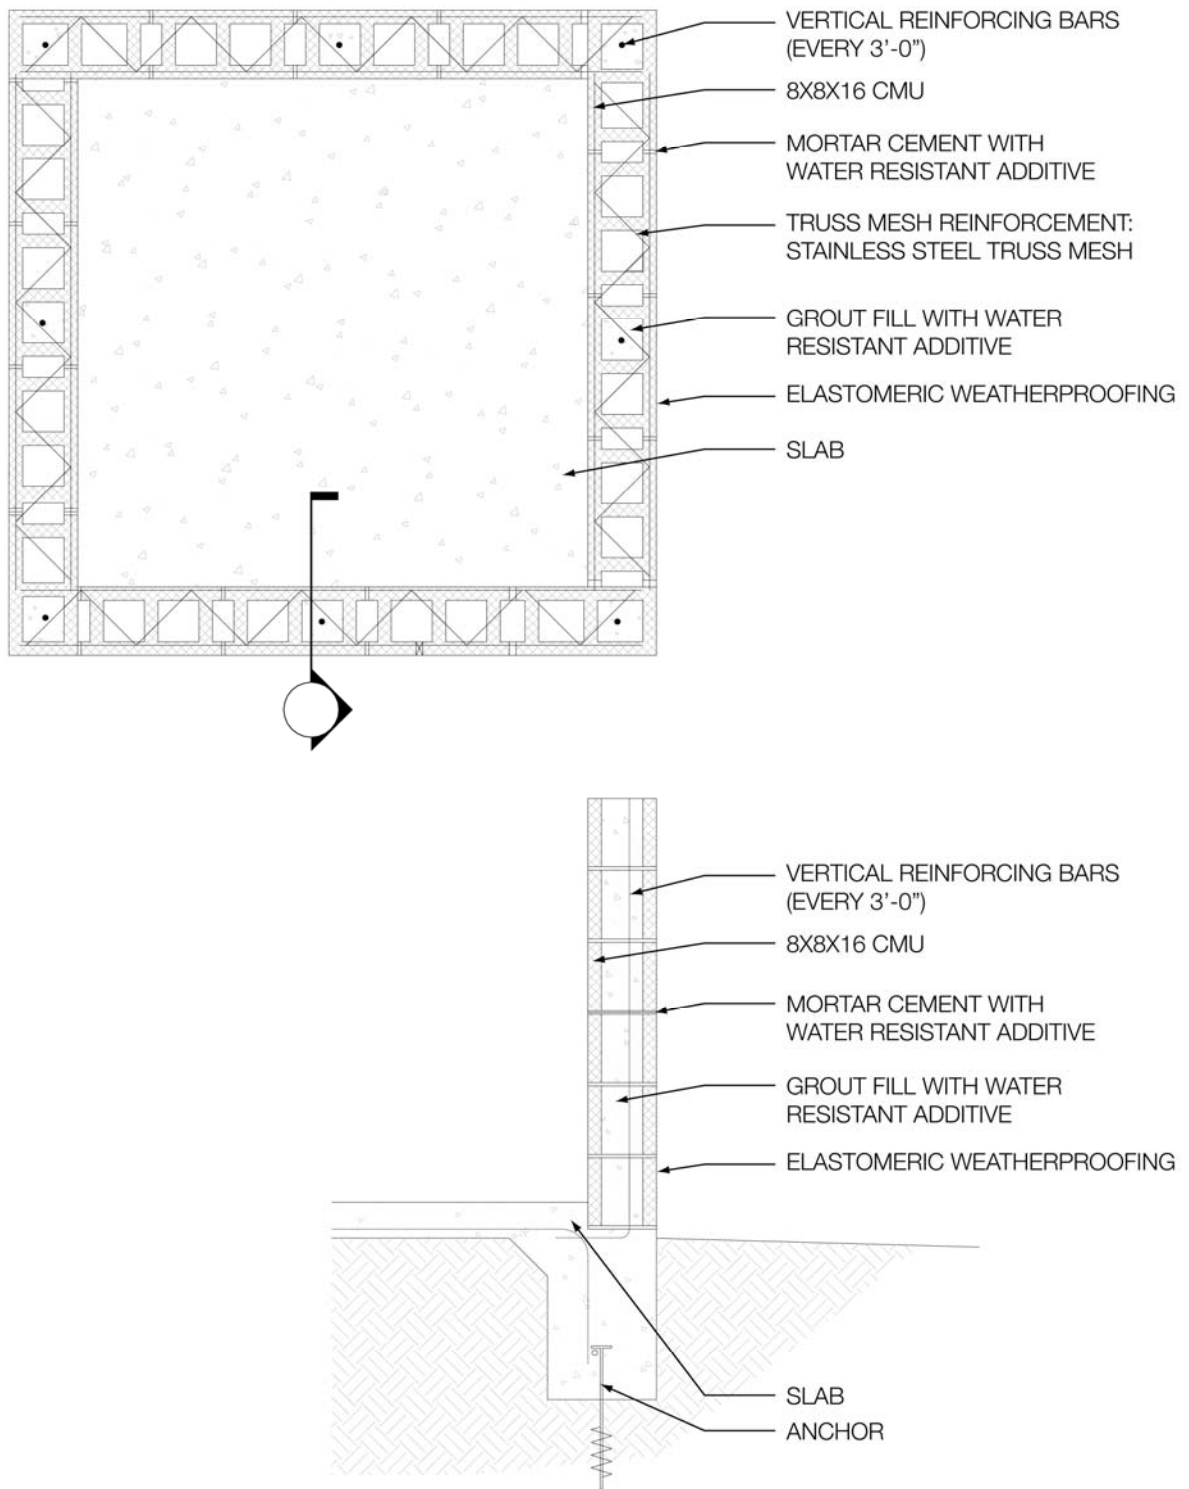 VERTICAL REINFORCING BARS
(EVERY 3'-0")
8X8X16 CMU
MORTAR CEMENT WITH
WATER RESISTANT ADDITIVE
TRUSS MESH REINFORCEMENT:
STAINLESS STEEL TRUSS MESH
GROUT FILL WITH WATER
RESISTANT ADDITIVE
ELASTOMERIC WEATHERPROOFING
SLAB
VERTICAL REINFORCING BARS
(EVERY 3'-0")
8X8X16 CMU
MORTAR CEMENT WITH
WATER RESISTANT ADDITIVE
GROUT FILL WITH WATER
RESISTANT ADDITIVE
ELASTOMERIC WEATHERPROOFING
SLAB
ANCHOR